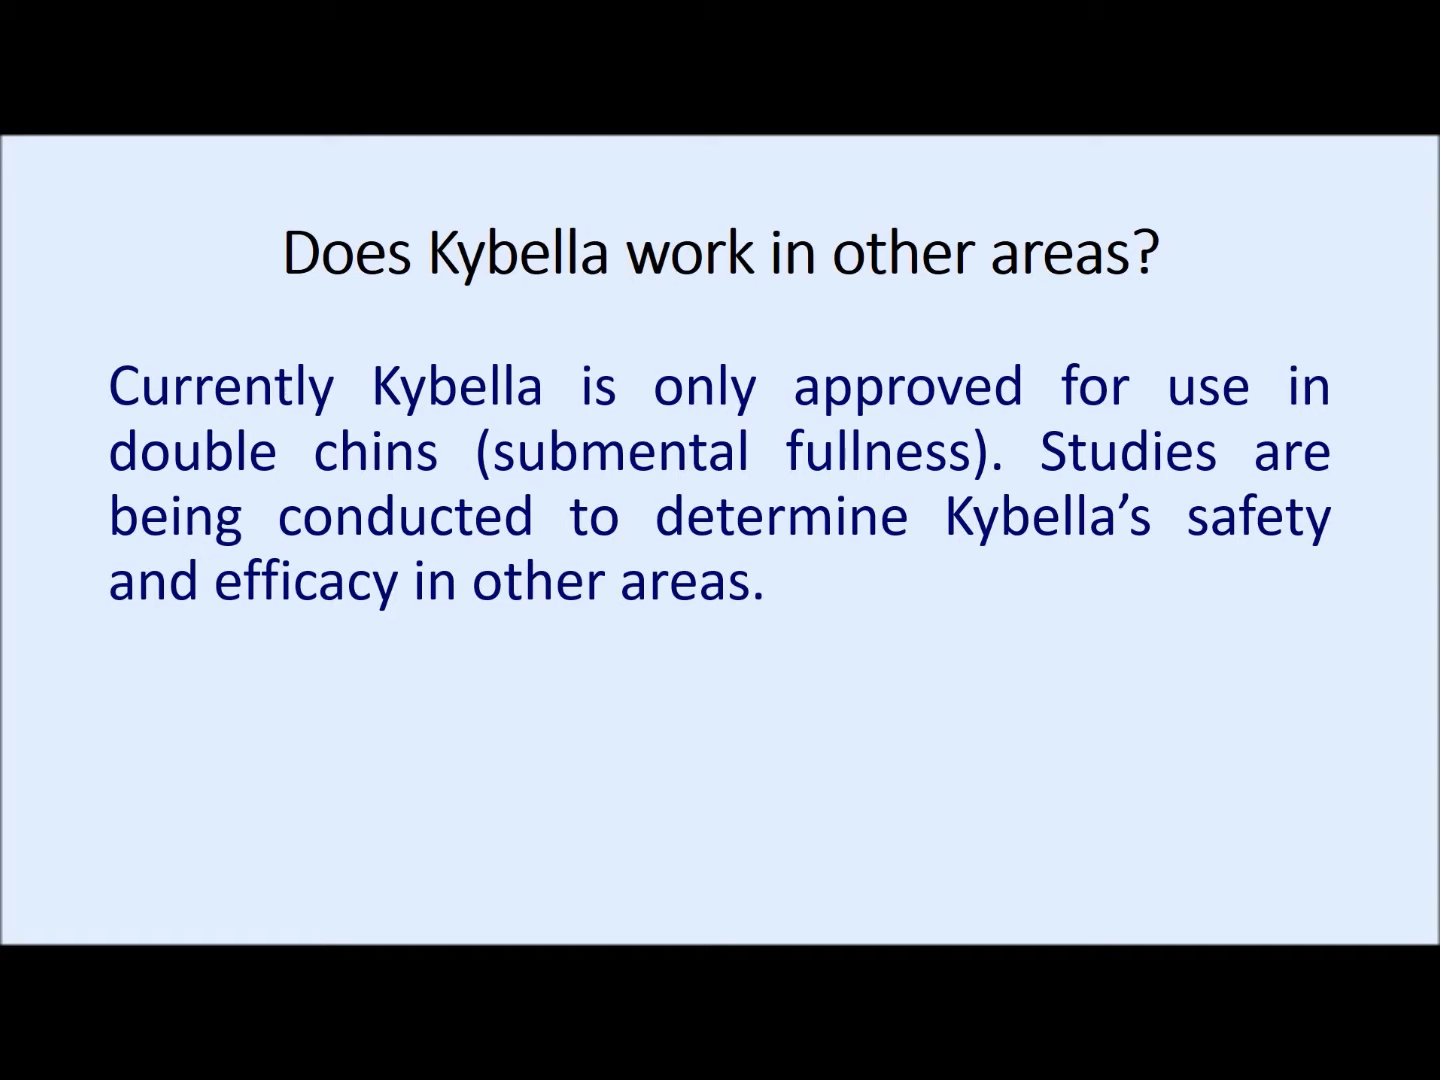 Does Kybella work in other areas?
Currently Kybella is only approved for use in
double chins (submental fullness). Studies are
being conducted to determine Kybella’s safety
and efficacy in other areas.